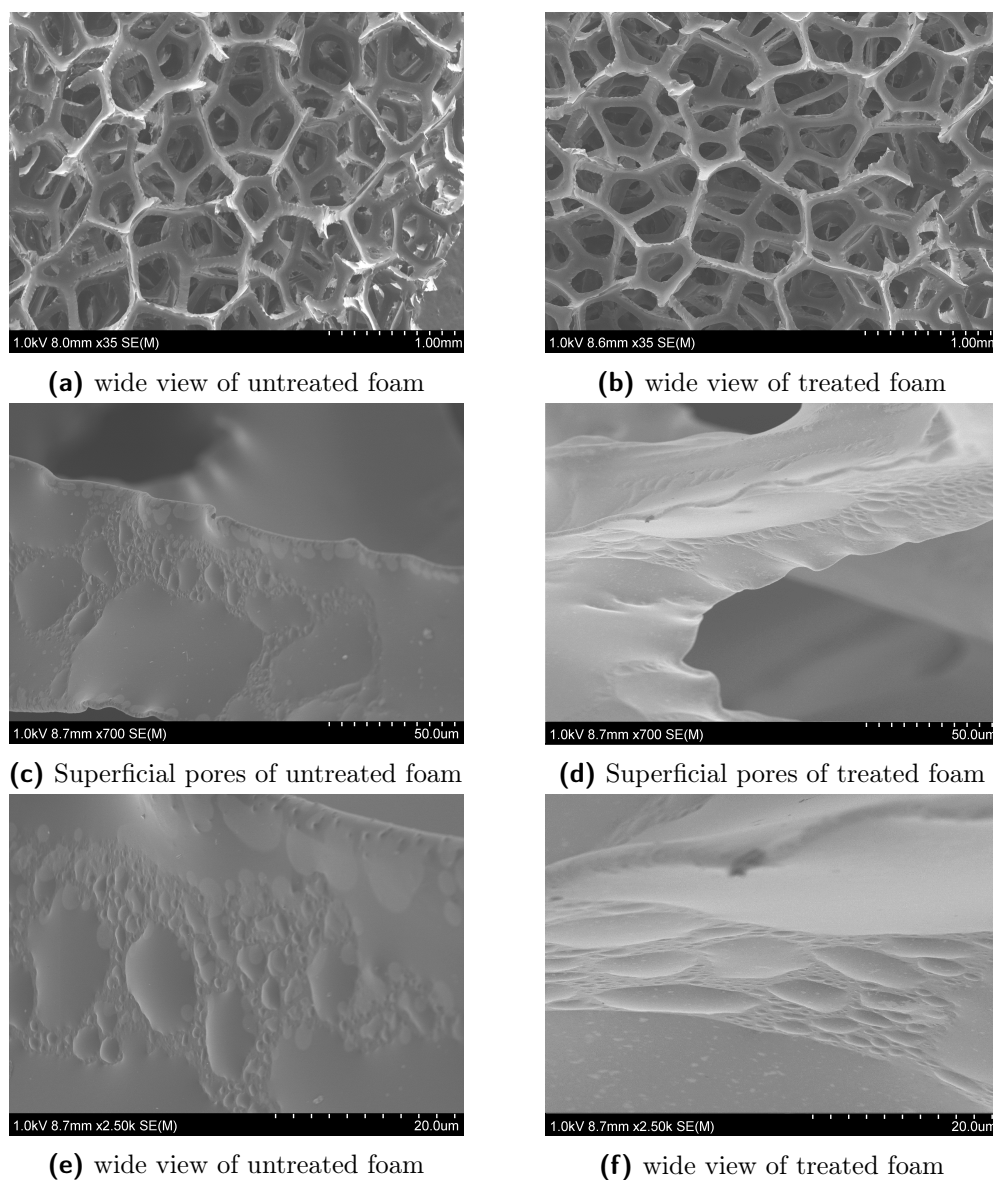 1.0kV 8.0mm x35 SE(M) 1.00mm
1.0kV 8.6mm x35 SE(M) 1.00mm
(a) wide view of untreated foam
(b) wide view of treated foam
1.0kV 8.7mm x700 SE(M) 50.0um
1.0kV 8.7mm x700 SE(M) 50.0um
(c) Superficial pores of untreated foam
(d) Superficial pores of treated foam
1.0kV 8.7mm x2.50k SE(M) 20.0um
1.0kV 8.7mm x2.50k SE(M) 20.0um
(e) wide view of untreated foam
(f) wide view of treated foam